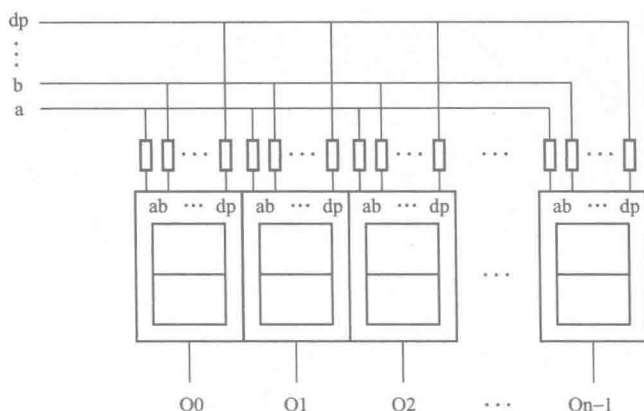 dp
b
a
ab ··· dp
ab ··· dp
ab ··· dp
ab ··· dp
O0
O1
O2
···
On-1